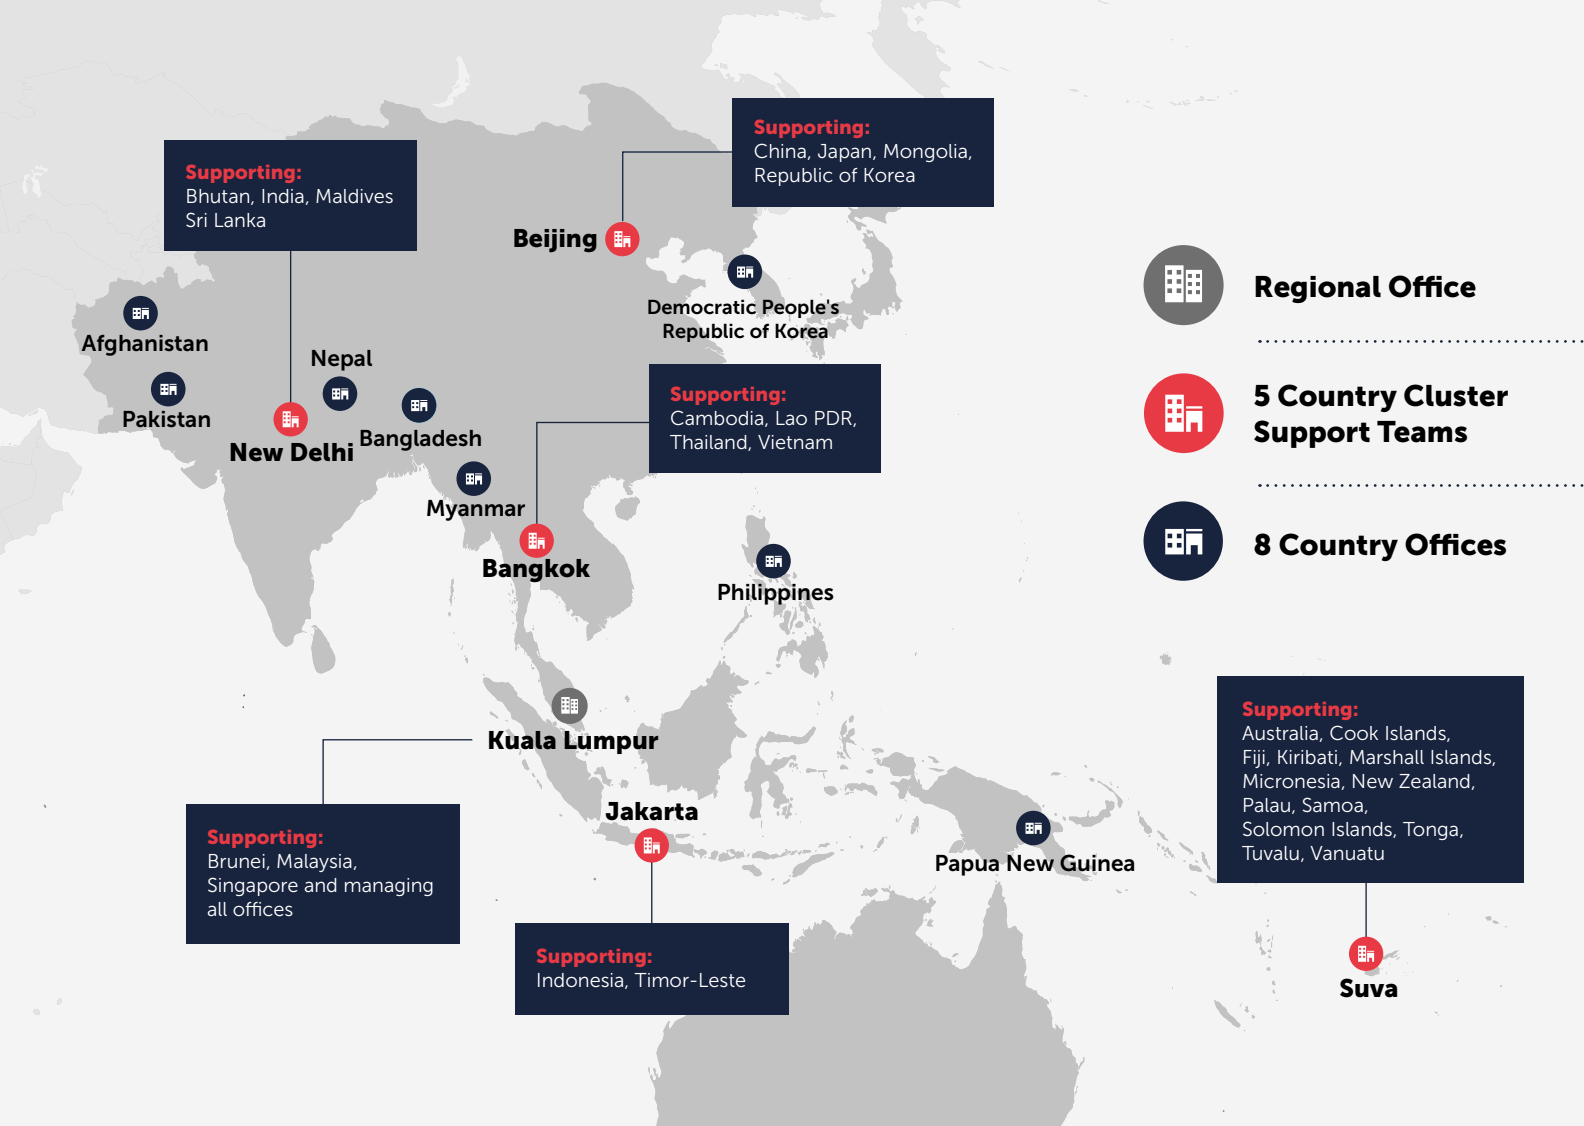 Supporting:
China, Japan, Mongolia,
Republic of Korea
Supporting:
Bhutan, India, Maldives
Sri Lanka
Beijing
Democratic People's
Republic of Korea
Regional Office
5 Country Cluster
Support Teams
8 Country Offices
Afghanistan
Pakistan
Nepal
New Delhi
Bangladesh
Supporting:
Cambodia, Lao PDR,
Thailand, Vietnam
Myanmar
Bangkok
Philippines
Kuala Lumpur
Supporting:
Brunei, Malaysia,
Singapore and managing
all offices
Jakarta
Supporting:
Indonesia, Timor-Leste
Papua New Guinea
Supporting:
Australia, Cook Islands,
Fiji, Kiribati, Marshall Islands,
Micronesia, New Zealand,
Palau, Samoa,
Solomon Islands, Tonga,
Tuvalu, Vanuatu
Suva